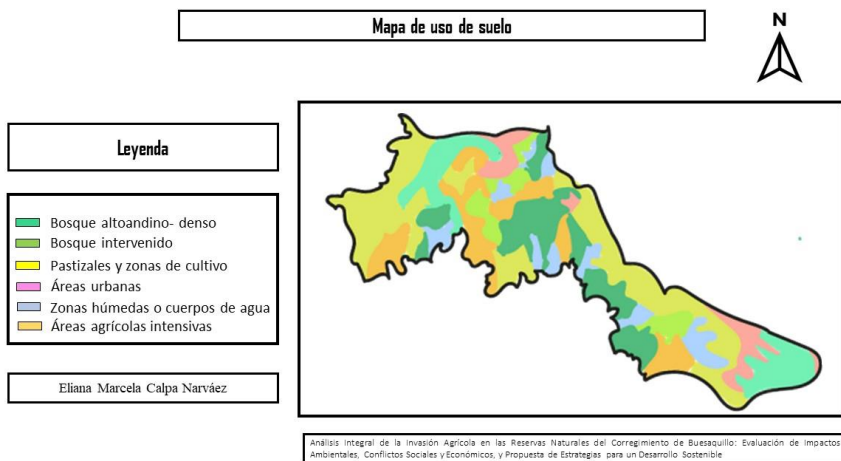 Mapa de uso de suelo
N
Leyenda
Bosque altoandino- denso
Bosque intervenido
Pastizales y zonas de cultivo
Áreas urbanas
Zonas húmedas o cuerpos de agua
Áreas agrícolas intensivas
Eliana Marcela Calpa Narváez
Análisis Integral de la Invasión Agrícola en las Reservas Naturales del Corregimiento de Buesaquillo: Evaluación de Impactos
Ambientales, Conflictos Sociales y Económicos, y Propuesta de Estrategias para un Desarrollo Sostenible